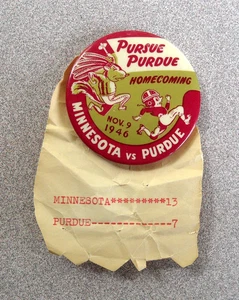 PURSUE
PURDUE
HOMECOMING
NOV. 9
1946
MINNESOTA VS PURDUE
MINNESOTA*********13
PURDUE-------------7